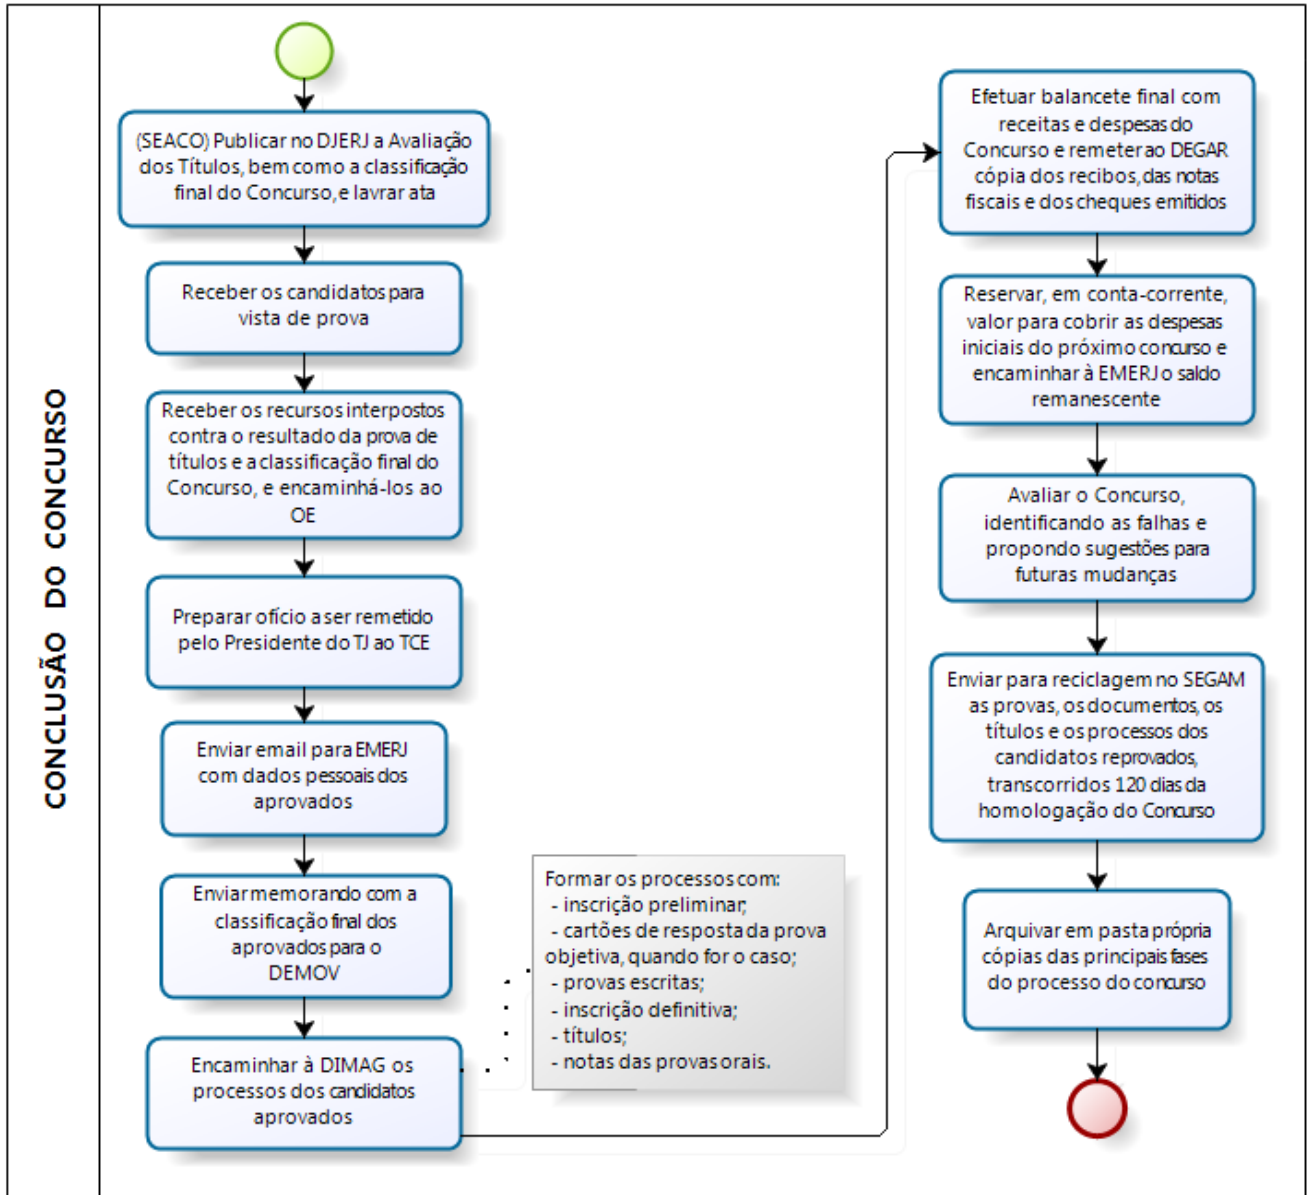 CONCLUSÃO DO CONCURSO
(SEACO) Publicar no DJERJ a Avaliação
dos Títulos, bem como a classificação
final do Concurso, e lavrar ata
Receber os candidatos para
vista de prova
Receber os recursos interpostos
contra o resultado da prova de
títulos e a classificação final do
Concurso, e encaminhá-los ao
OE
Preparar ofício a ser remetido
pelo Presidente do TJ ao TCE
Enviar email para EMERJ
com dados pessoais dos
aprovados
Enviar memorando com a
classificação final dos
aprovados para o
DEMOV
Encaminhar à DIMAG os
processos dos candidatos
aprovados
Formar os processos com:
- inscrição preliminar;
- cartões de resposta da prova
objetiva, quando for o caso;
- provas escritas;
- inscrição definitiva;
- títulos;
- notas das provas orais.
Efetuar balancete final com
receitas e despesas do
Concurso e remeter ao DEGAR
cópia dos recibos, das notas
fiscais e dos cheques emitidos
Reservar, em conta-corrente,
valor para cobrir as despesas
iniciais do próximo concurso e
encaminhar à EMERJ o saldo
remanescente
Avaliar o Concurso,
identificando as falhas e
propondo sugestões para
futuras mudanças
Enviar para reciclagem no SEGAM
as provas, os documentos, os
títulos e os processos dos
candidatos reprovados,
transcorridos 120 dias da
homologação do Concurso
Arquivar em pasta própria
cópias das principais fases
do processo do concurso